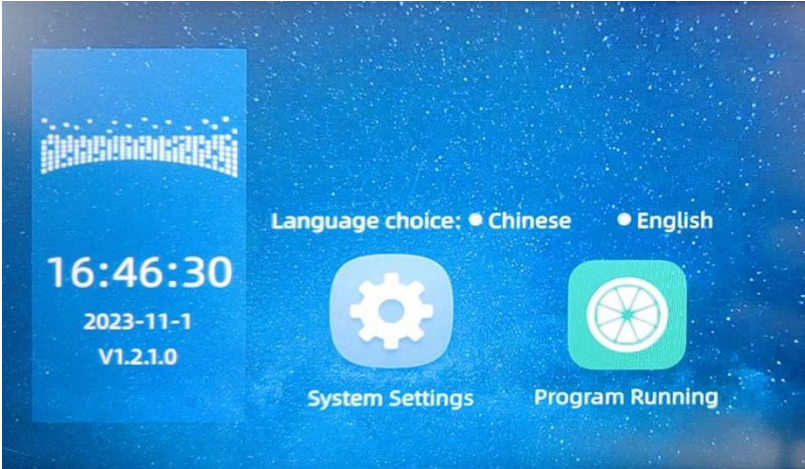 16:46:30
2023-11-1
V1.2.1.0
Language choice: Chinese English
System Settings
Program Running